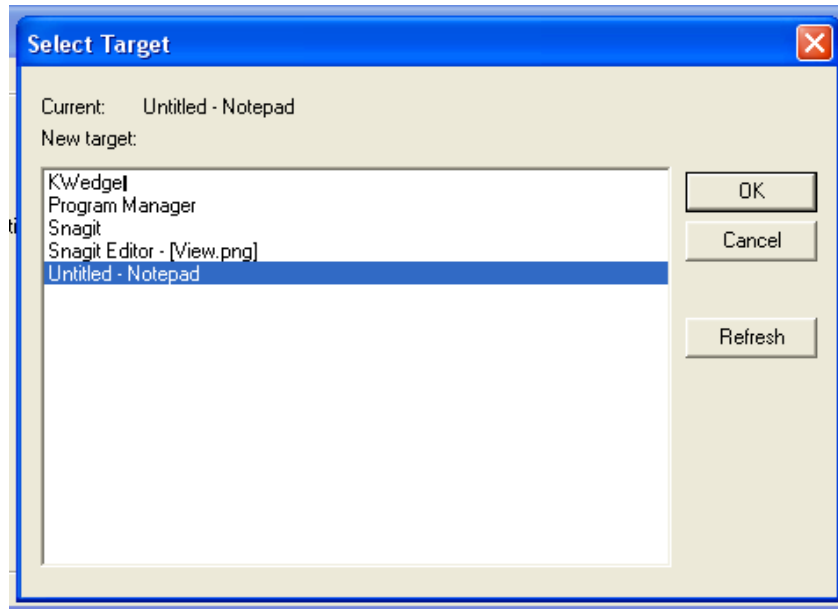 Select Target
Current: Untitled - Notepad
New target:
KWedge
Program Manager
Snagit
Snagit Editor - [View.png]
Untitled - Notepad
OK
Cancel
Refresh